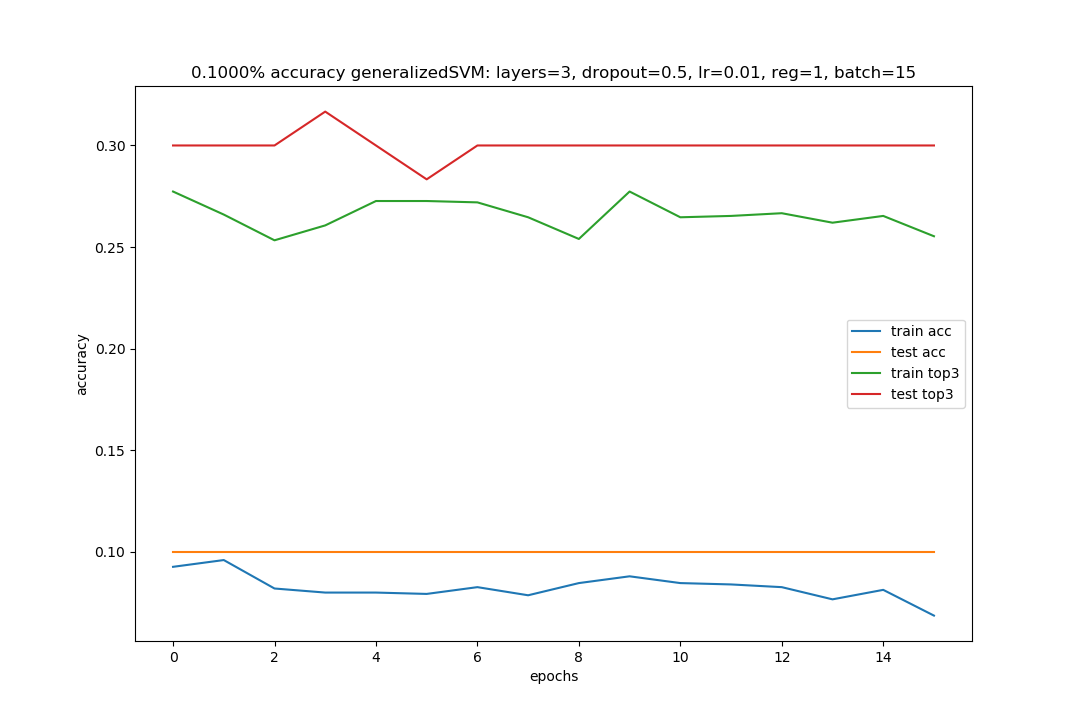 0.1000% accuracy generalizedSVM: layers=3, dropout=0.5, lr=0.01, reg=1, batch=15
0.30
0.25
0.20
0.15
0.10
accuracy
train acc
test acc
train top3
test top3
0 2 4 6 8 10 12 14
epochs